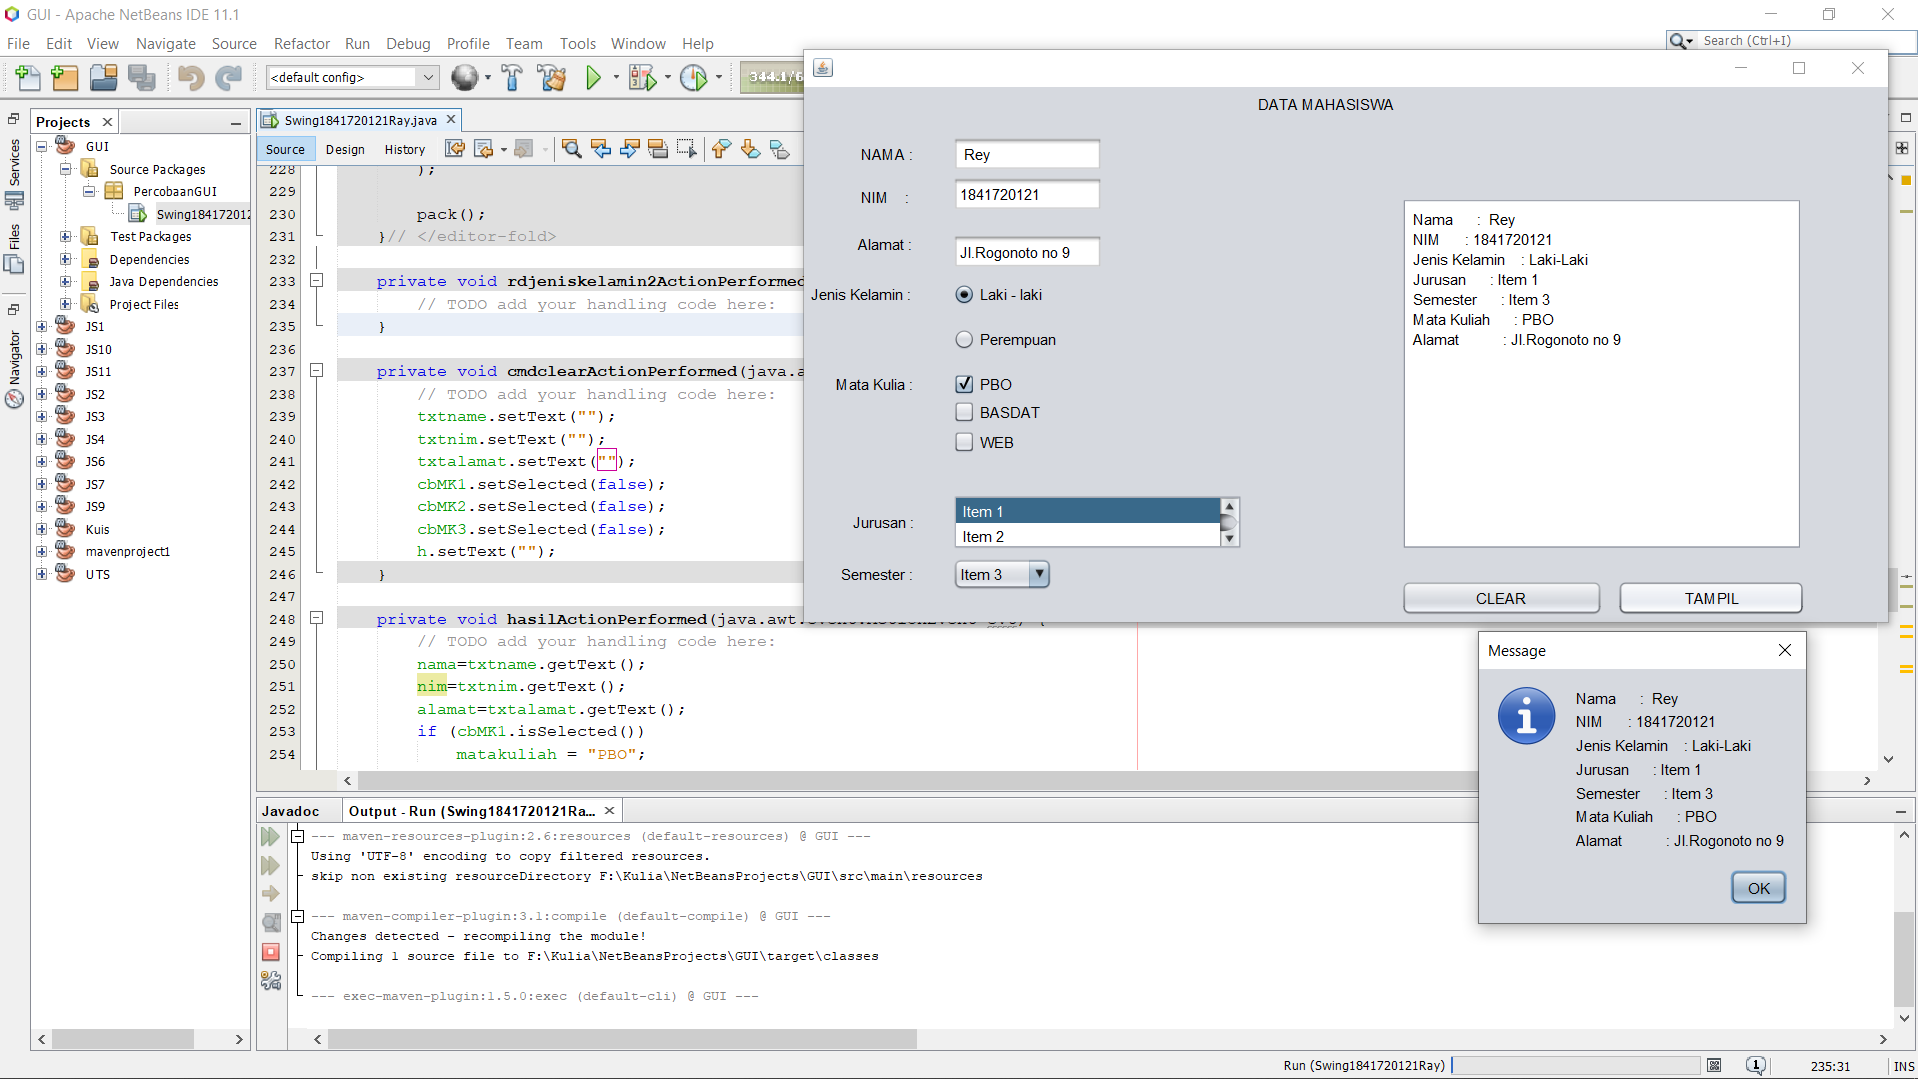 GUI - Apache NetBeans IDE 11.1
File Edit View Navigate Source Refactor Run Debug Profile Team Tools Window Help
Search (Ctrl+I)
<default config>
344.1/6
Projects
Services
Files
Navigator
GUI
Source Packages
PercobaanGUI
Swing184172012
Test Packages
Dependencies
Java Dependencies
Project Files
JS1
JS10
JS11
JS2
JS3
JS4
JS6
JS7
JS9
Kuis
mavenproject1
UTS
Swing1841720121Ray.java
Source Design History
228 );
229
230 pack();
231 }// </editor-fold>
232
233 private void rdjeniskelamin2ActionPerformed
234 // TODO add your handling code here:
235 }
236
237 private void cmdclearActionPerformed(java.a
238 // TODO add your handling code here:
239 txtname.setText("");
240 txtnim.setText("");
241 txtalamat.setText("");
242 cbMK1.setSelected(false);
243 cbMK2.setSelected(false);
244 cbMK3.setSelected(false);
245 h.setText("");
246 }
247
248 private void hasilActionPerformed(java.awt.event.ActionEvent evt) {
249 // TODO add your handling code here:
250 nama=txtname.getText();
251 nim=txtnim.getText();
252 alamat=txtalamat.getText();
253 if (cbMK1.isSelected())
254 matakuliah = "PBO";
DATA MAHASISWA
NAMA : Rey
NIM : 1841720121
Alamat : Jl.Rogonoto no 9
Jenis Kelamin : Laki - laki
Perempuan
Mata Kulia : PBO
BASDAT
WEB
Jurusan : Item 1
Item 2
Semester : Item 3
Nama : Rey
NIM : 1841720121
Jenis Kelamin : Laki-Laki
Jurusan : Item 1
Semester : Item 3
Mata Kuliah : PBO
Alamat : Jl.Rogonoto no 9
CLEAR TAMPIL
Message
Nama : Rey
NIM : 1841720121
Jenis Kelamin : Laki-Laki
Jurusan : Item 1
Semester : Item 3
Mata Kuliah : PBO
Alamat : Jl.Rogonoto no 9
OK
Javadoc Output - Run (Swing1841720121Ra...
--- maven-resources-plugin:2.6:resources (default-resources) @ GUI ---
Using 'UTF-8' encoding to copy filtered resources.
skip non existing resourceDirectory F:\Kulia\NetBeansProjects\GUI\src\main\resources
--- maven-compiler-plugin:3.1:compile (default-compile) @ GUI ---
Changes detected - recompiling the module!
Compiling 1 source file to F:\Kulia\NetBeansProjects\GUI\target\classes
--- exec-maven-plugin:1.5.0:exec (default-cli) @ GUI ---
Run (Swing1841720121Ray) 1 235:31 INS